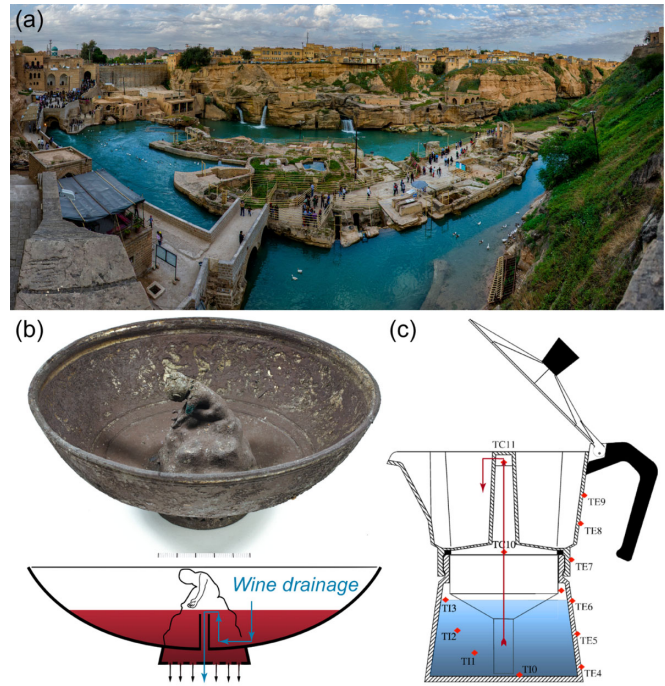 (a)
(b)
(c)
TC11
TE9
TE8
TC10
TE7
Wine drainage
TI3
TE6
TI2
TE5
TI1
TI0
TE4